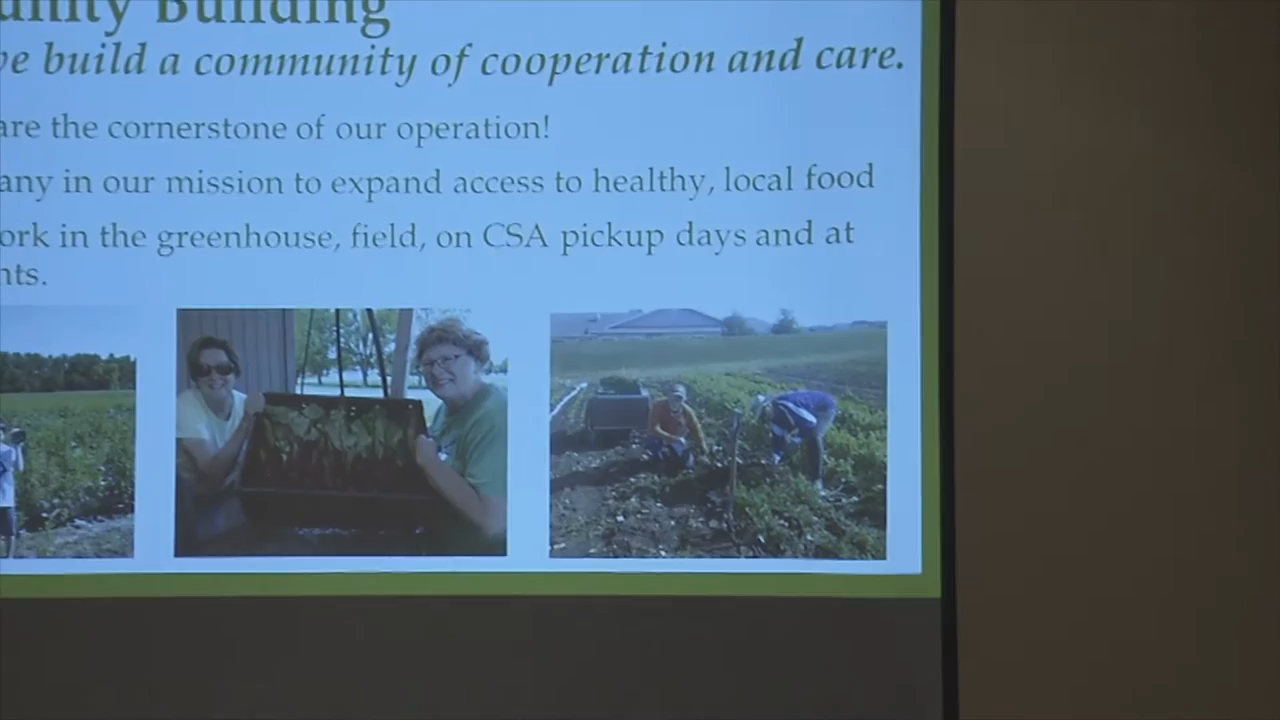 unity Building
ve build a community of cooperation and care.
are the cornerstone of our operation!
any in our mission to expand access to healthy, local food
ork in the greenhouse, field, on CSA pickup days and at
nts.